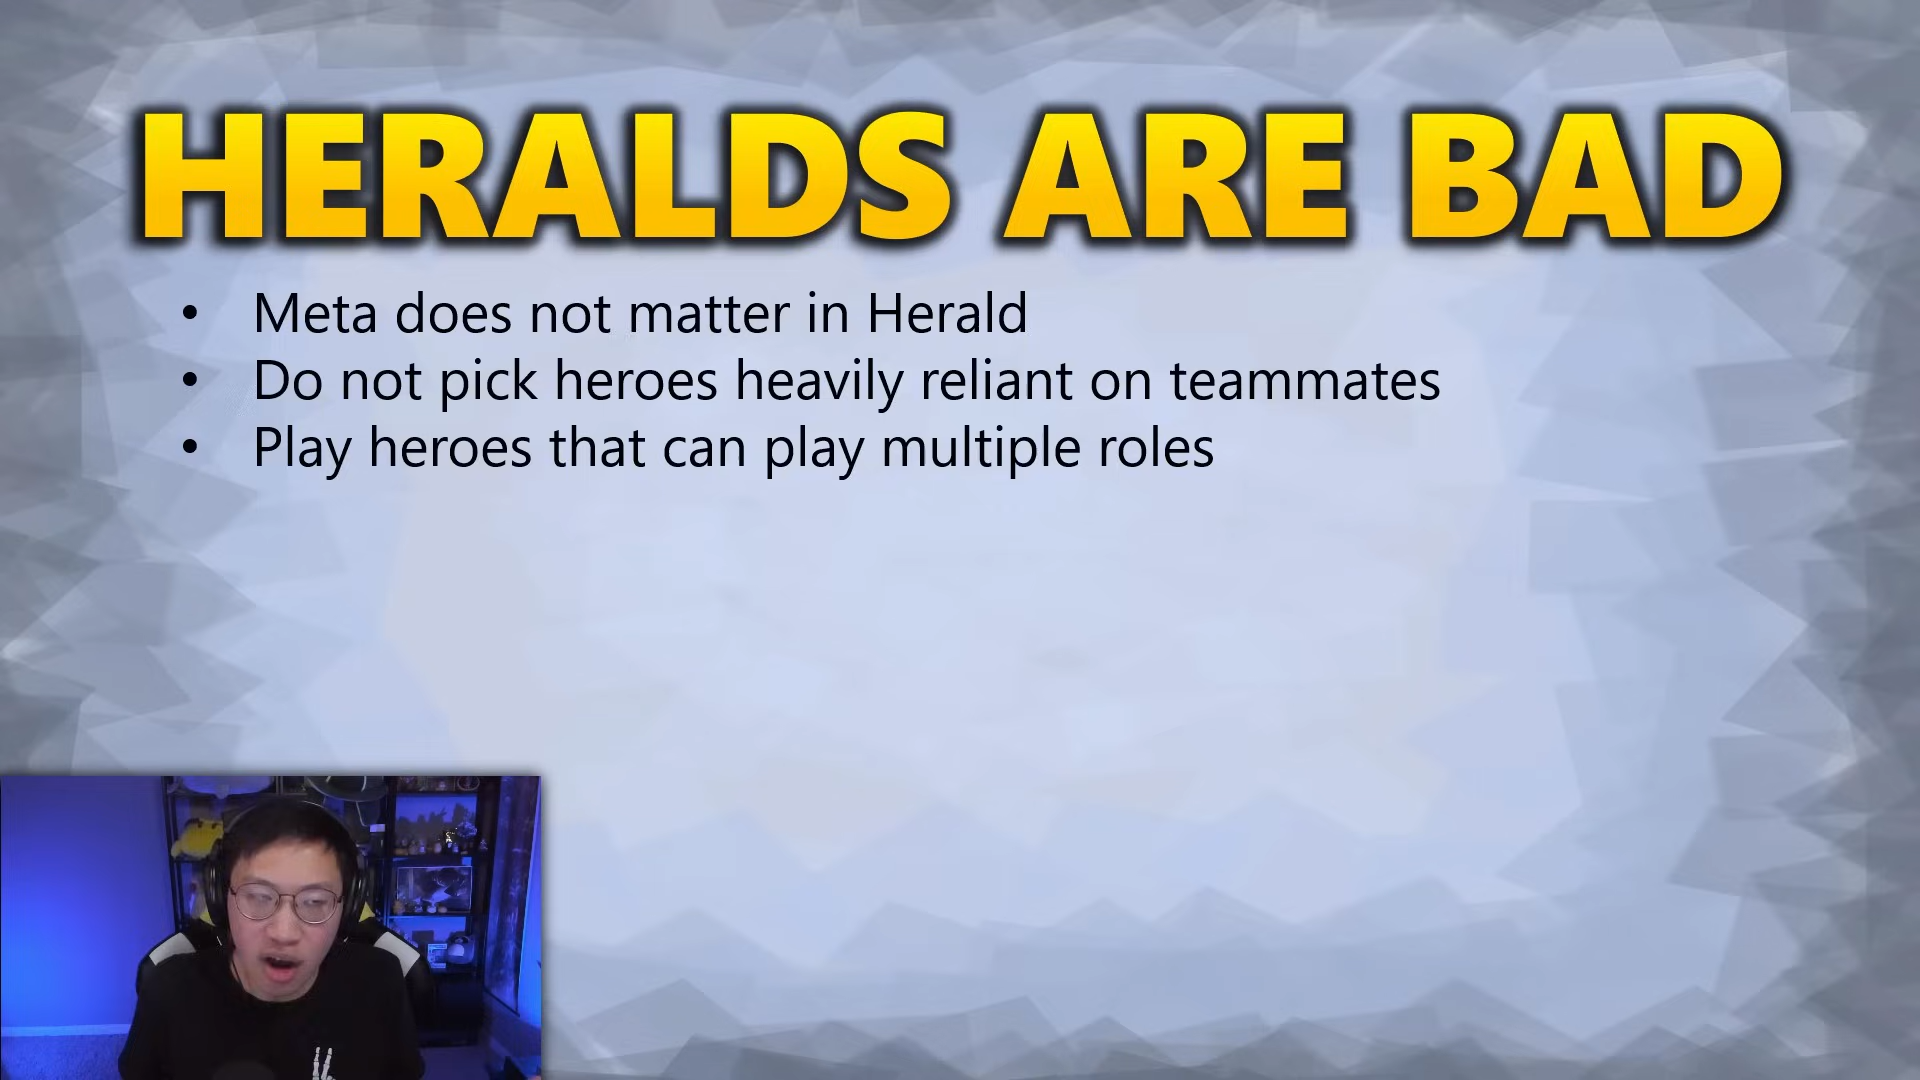 HERALDS ARE BAD
• Meta does not matter in Herald
• Do not pick heroes heavily reliant on teammates
• Play heroes that can play multiple roles